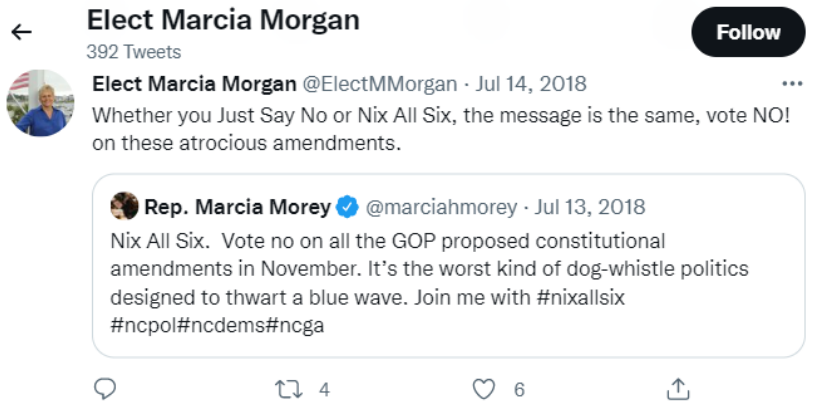 Elect Marcia Morgan
392 Tweets
Follow
Elect Marcia Morgan @ElectMMorgan · Jul 14, 2018
Whether you Just Say No or Nix All Six, the message is the same, vote NO!
on these atrocious amendments.
Rep. Marcia Morey @marciahmorey · Jul 13, 2018
Nix All Six.  Vote no on all the GOP proposed constitutional
amendments in November. It’s the worst kind of dog-whistle politics
designed to thwart a blue wave. Join me with #nixallsix
#ncpol#ncdems#ncga
4 6